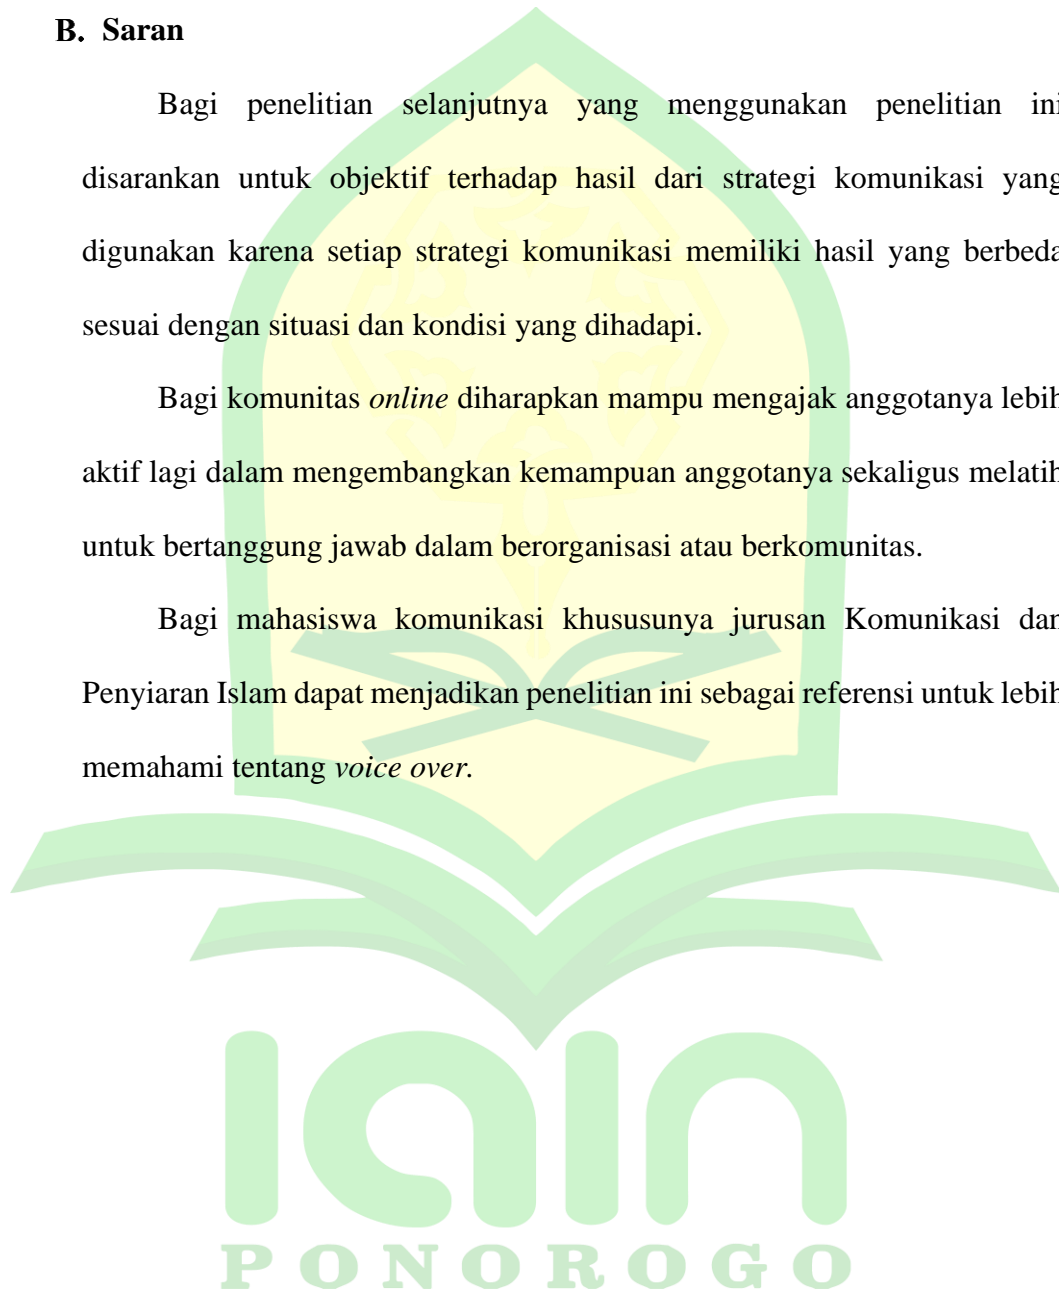 B. Saran
Bagi penelitian selanjutnya yang menggunakan penelitian ini
disarankan untuk objektif terhadap hasil dari strategi komunikasi yang
digunakan karena setiap strategi komunikasi memiliki hasil yang berbeda
sesuai dengan situasi dan kondisi yang dihadapi.
Bagi komunitas online diharapkan mampu mengajak anggotanya lebih
aktif lagi dalam mengembangkan kemampuan anggotanya sekaligus melatih
untuk bertanggung jawab dalam berorganisasi atau berkomunitas.
Bagi mahasiswa komunikasi khususunya jurusan Komunikasi dan
Penyiaran Islam dapat menjadikan penelitian ini sebagai referensi untuk lebih
memahami tentang voice over.
IAIN
PONOROGO